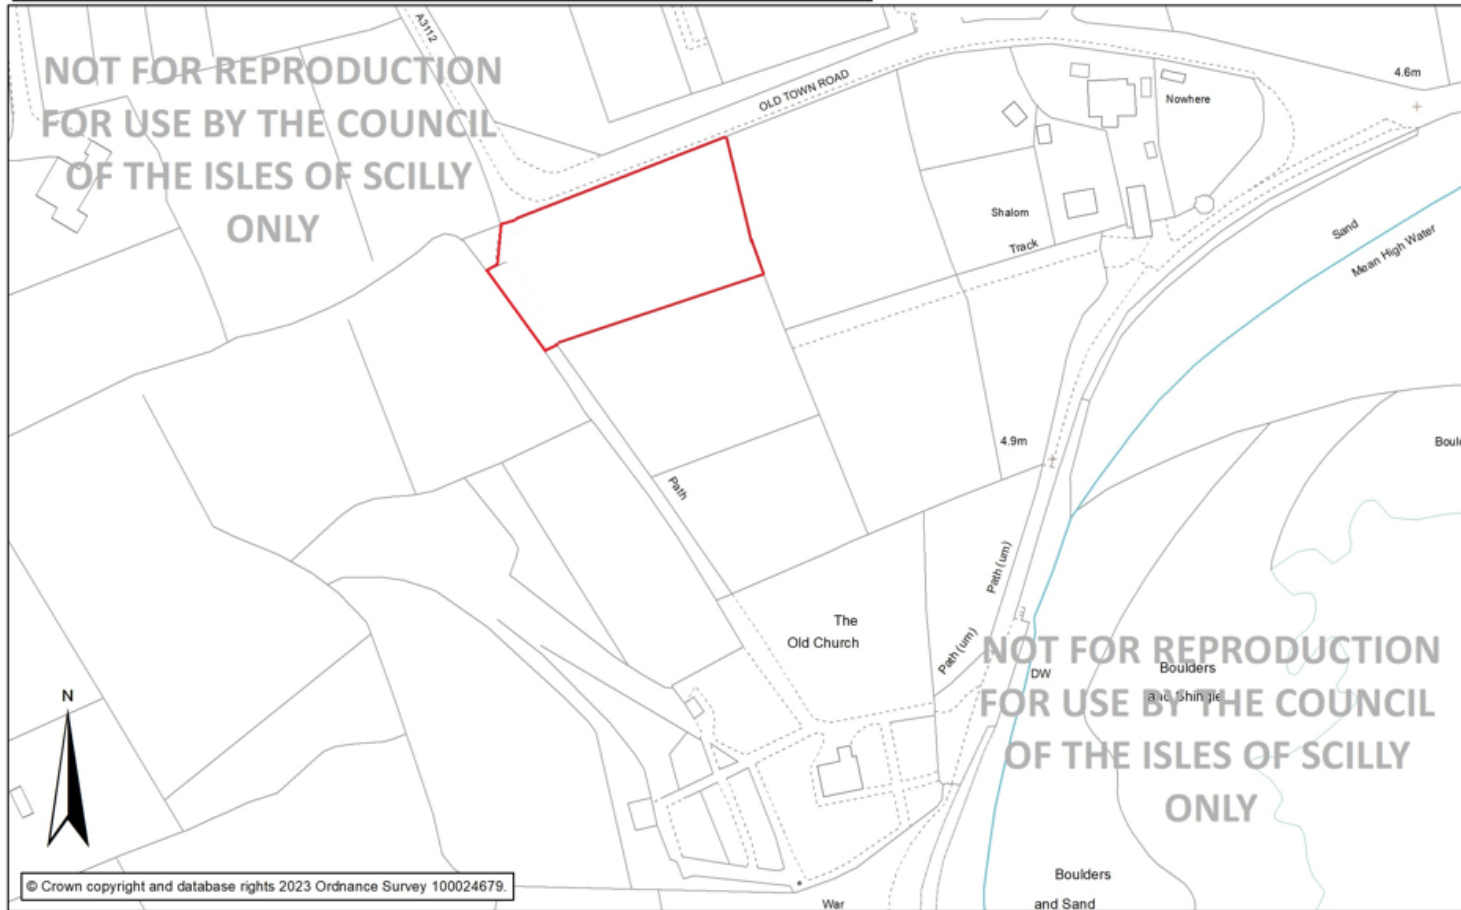 A3112
NOT FOR REPRODUCTION
FOR USE BY THE COUNCIL
OF THE ISLES OF SCILLY
ONLY
OLD TOWN ROAD
4.6m
Nowhere
Shalom
Track
Sand
Mean High Water
4.9m
Path
Path (um)
The
Old Church
Path (um)
NOT FOR REPRODUCTION
FOR USE BY THE COUNCIL
OF THE ISLES OF SCILLY
ONLY
DW
Boulders
and Shingle
N
Boulders
and Sand
War
© Crown copyright and database rights 2023 Ordnance Survey 100024679.